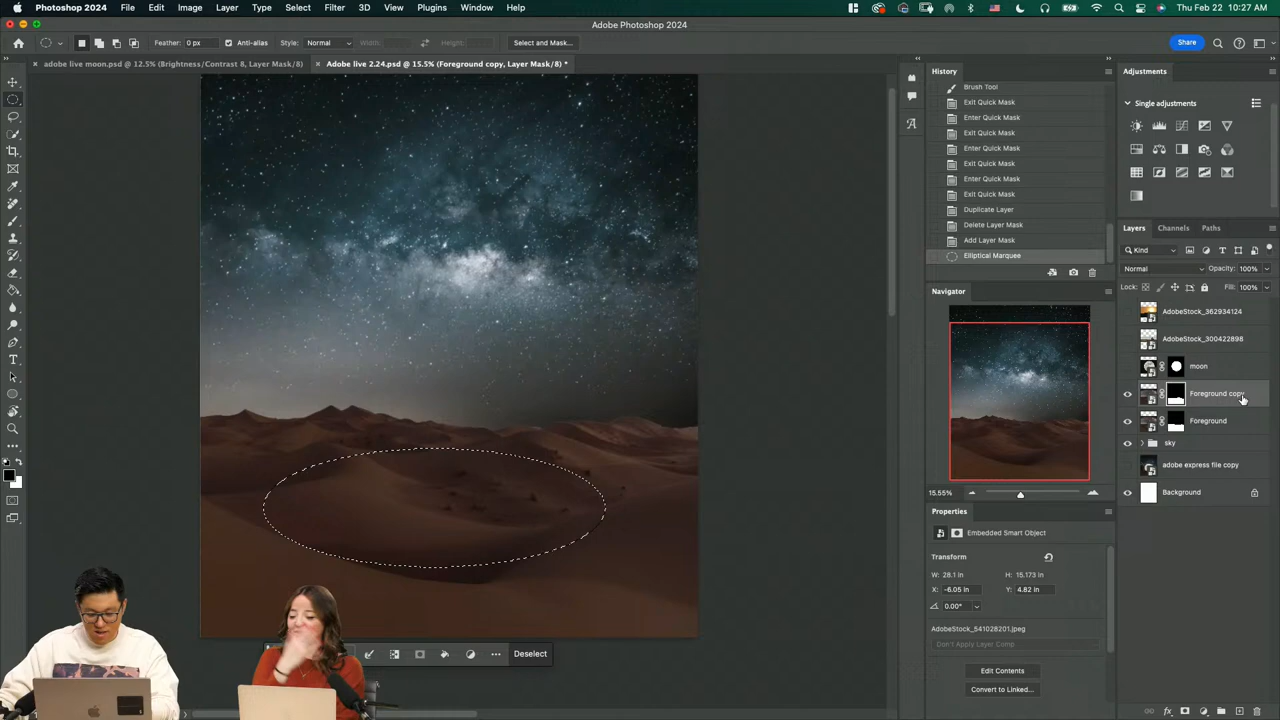 Photoshop 2024 File Edit Image Layer Type Select Filter 3D View Plugins Window Help Thu Feb 22 10:27 AM
Adobe Photoshop 2024
Feather: 0 px Anti-alias Style: Normal Width: Height: Select and Mask... Share
adobe live moon.psd @ 12.5% (Brightness/Contrast 8, Layer Mask/8)
Adobe live 2.24.psd @ 15.5% (Foreground copy, Layer Mask/8) *
History
Brush Tool
Exit Quick Mask
Enter Quick Mask
Exit Quick Mask
Enter Quick Mask
Exit Quick Mask
Enter Quick Mask
Exit Quick Mask
Duplicate Layer
Delete Layer Mask
Add Layer Mask
Elliptical Marquee
Navigator
15.55%
Properties
Embedded Smart Object
Transform
W: 28.1 in H: 15.173 in
X: -6.05 in Y: 4.82 in
0.00°
AdobeStock_541028201.jpeg
Don't Apply Layer Comp
Edit Contents
Convert to Linked...
Adjustments
Single adjustments
Layers Channels Paths
Kind
Normal Opacity: 100%
Lock: Fill: 100%
AdobeStock_362934124
AdobeStock_300422898
moon
Foreground copy
Foreground
sky
adobe express file copy
Background
Deselect